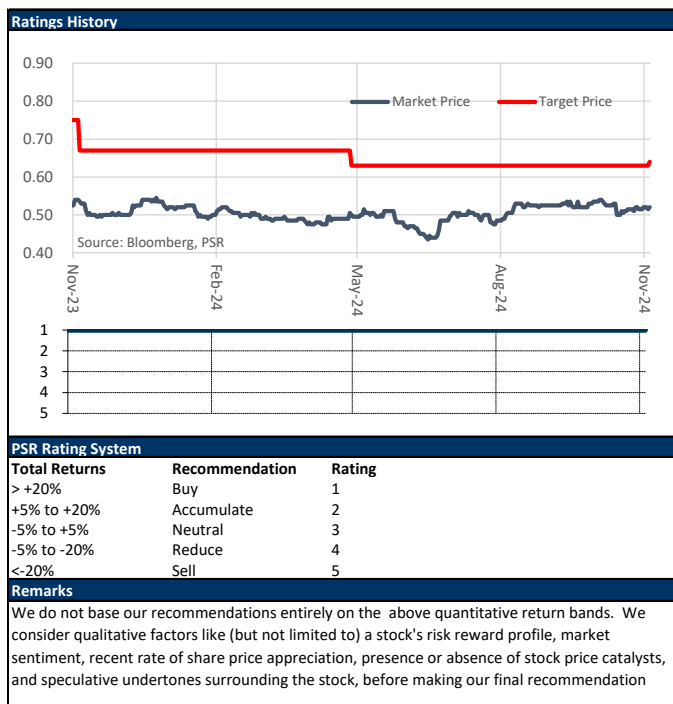 Ratings History
0.90
0.80
0.70
0.60
0.50
0.40
Market Price
Target Price
Source: Bloomberg, PSR
Nov-23
Feb-24
May-24
Aug-24
Nov-24
1
2
3
4
5
PSR Rating System
Total Returns Recommendation Rating
> +20% Buy 1
+5% to +20% Accumulate 2
-5% to +5% Neutral 3
-5% to -20% Reduce 4
<-20% Sell 5
Remarks
We do not base our recommendations entirely on the above quantitative return bands. We
consider qualitative factors like (but not limited to) a stock's risk reward profile, market
sentiment, recent rate of share price appreciation, presence or absence of stock price catalysts,
and speculative undertones surrounding the stock, before making our final recommendation